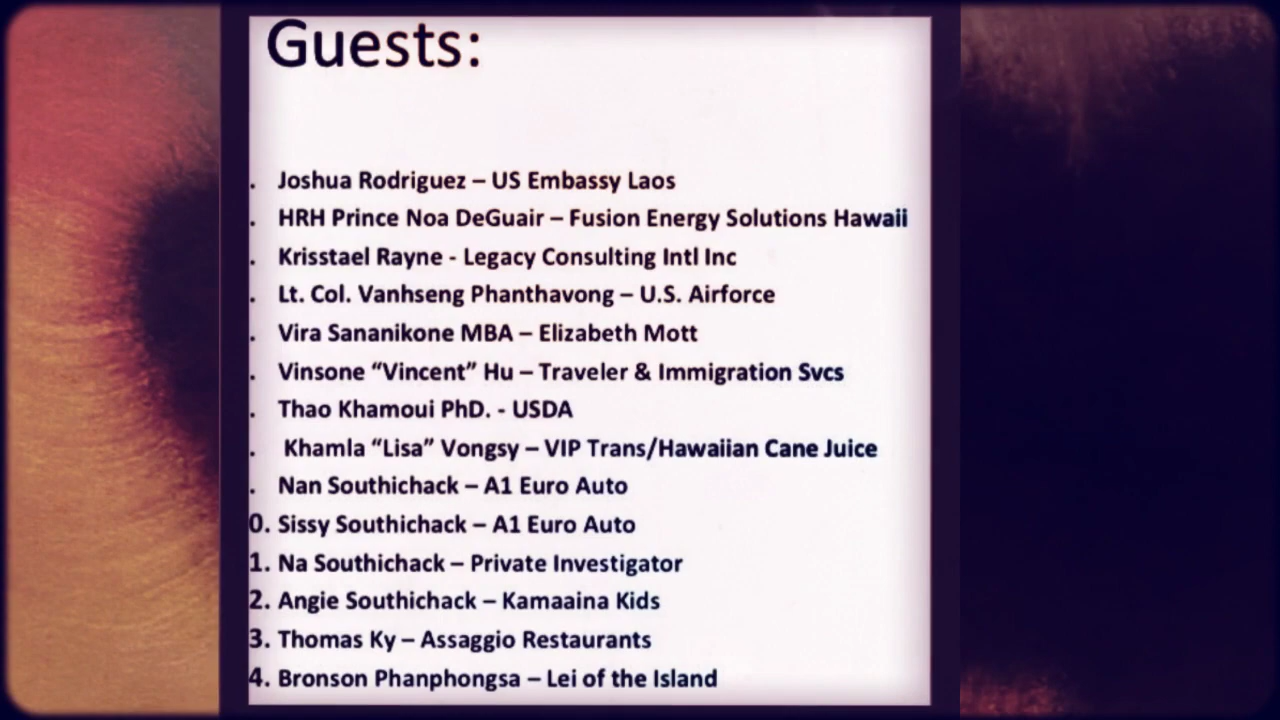 Guests:
. Joshua Rodriguez – US Embassy Laos
. HRH Prince Noa DeGuair – Fusion Energy Solutions Hawaii
. Krisstael Rayne - Legacy Consulting Intl Inc
. Lt. Col. Vanhseng Phanthavong – U.S. Airforce
. Vira Sananikone MBA – Elizabeth Mott
. Vinsone “Vincent” Hu – Traveler & Immigration Svcs
. Thao Khamoui PhD. - USDA
. Khamla “Lisa” Vongsy – VIP Trans/Hawaiian Cane Juice
. Nan Southichack – A1 Euro Auto
0. Sissy Southichack – A1 Euro Auto
1. Na Southichack – Private Investigator
2. Angie Southichack – Kamaaina Kids
3. Thomas Ky – Assaggio Restaurants
4. Bronson Phanphongsa – Lei of the Island